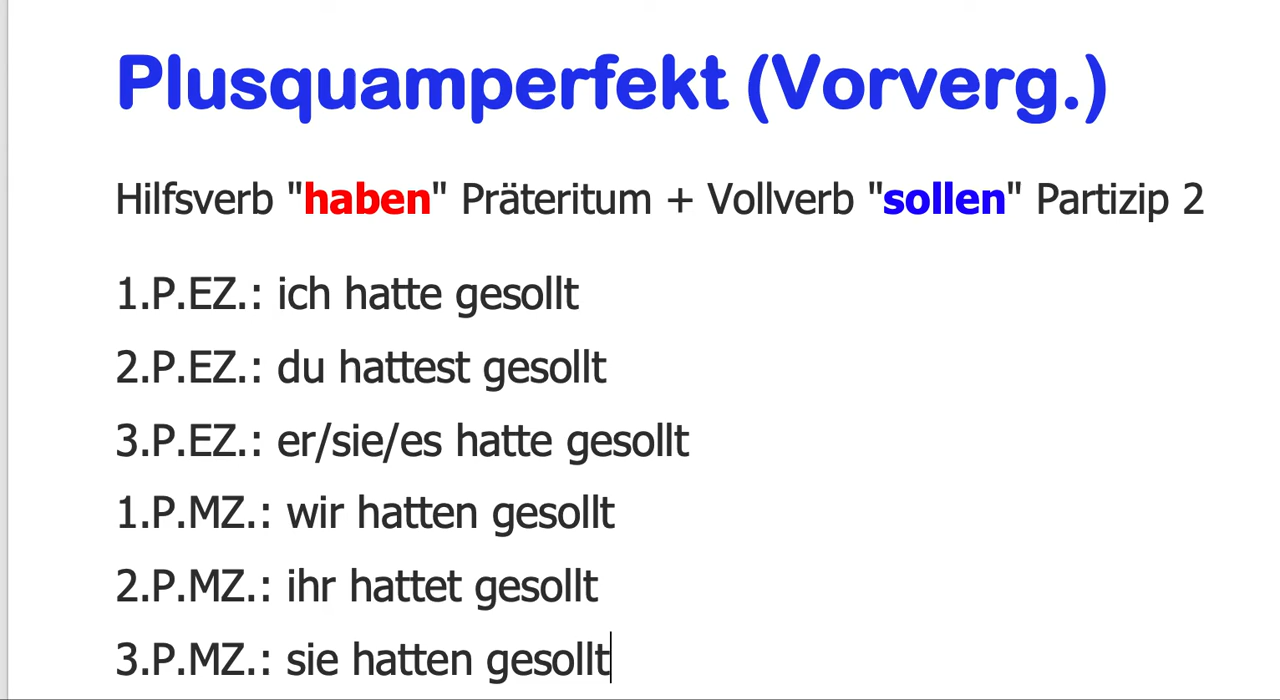 Plusquamperfekt (Vorverg.)
Hilfsverb "haben" Präteritum + Vollverb "sollen" Partizip 2
1.P.EZ.: ich hatte gesollt
2.P.EZ.: du hattest gesollt
3.P.EZ.: er/sie/es hatte gesollt
1.P.MZ.: wir hatten gesollt
2.P.MZ.: ihr hattet gesollt
3.P.MZ.: sie hatten gesollt